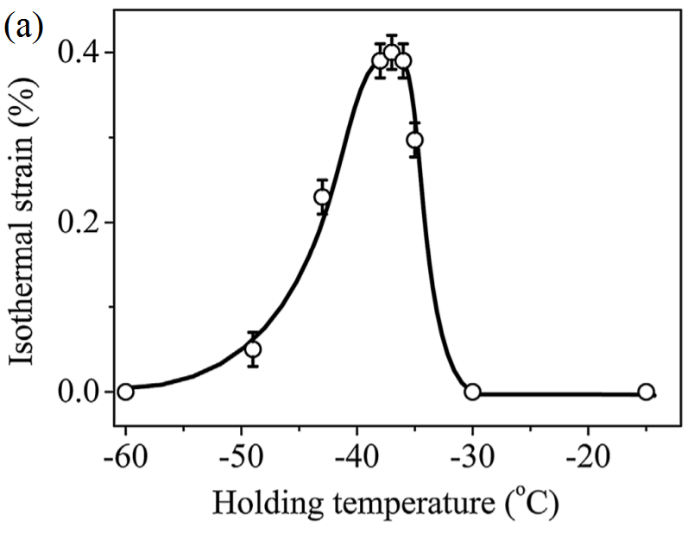 (a)
Isothermal strain (%)
0.4
0.2
0.0
-60 -50 -40 -30 -20
Holding temperature (°C)